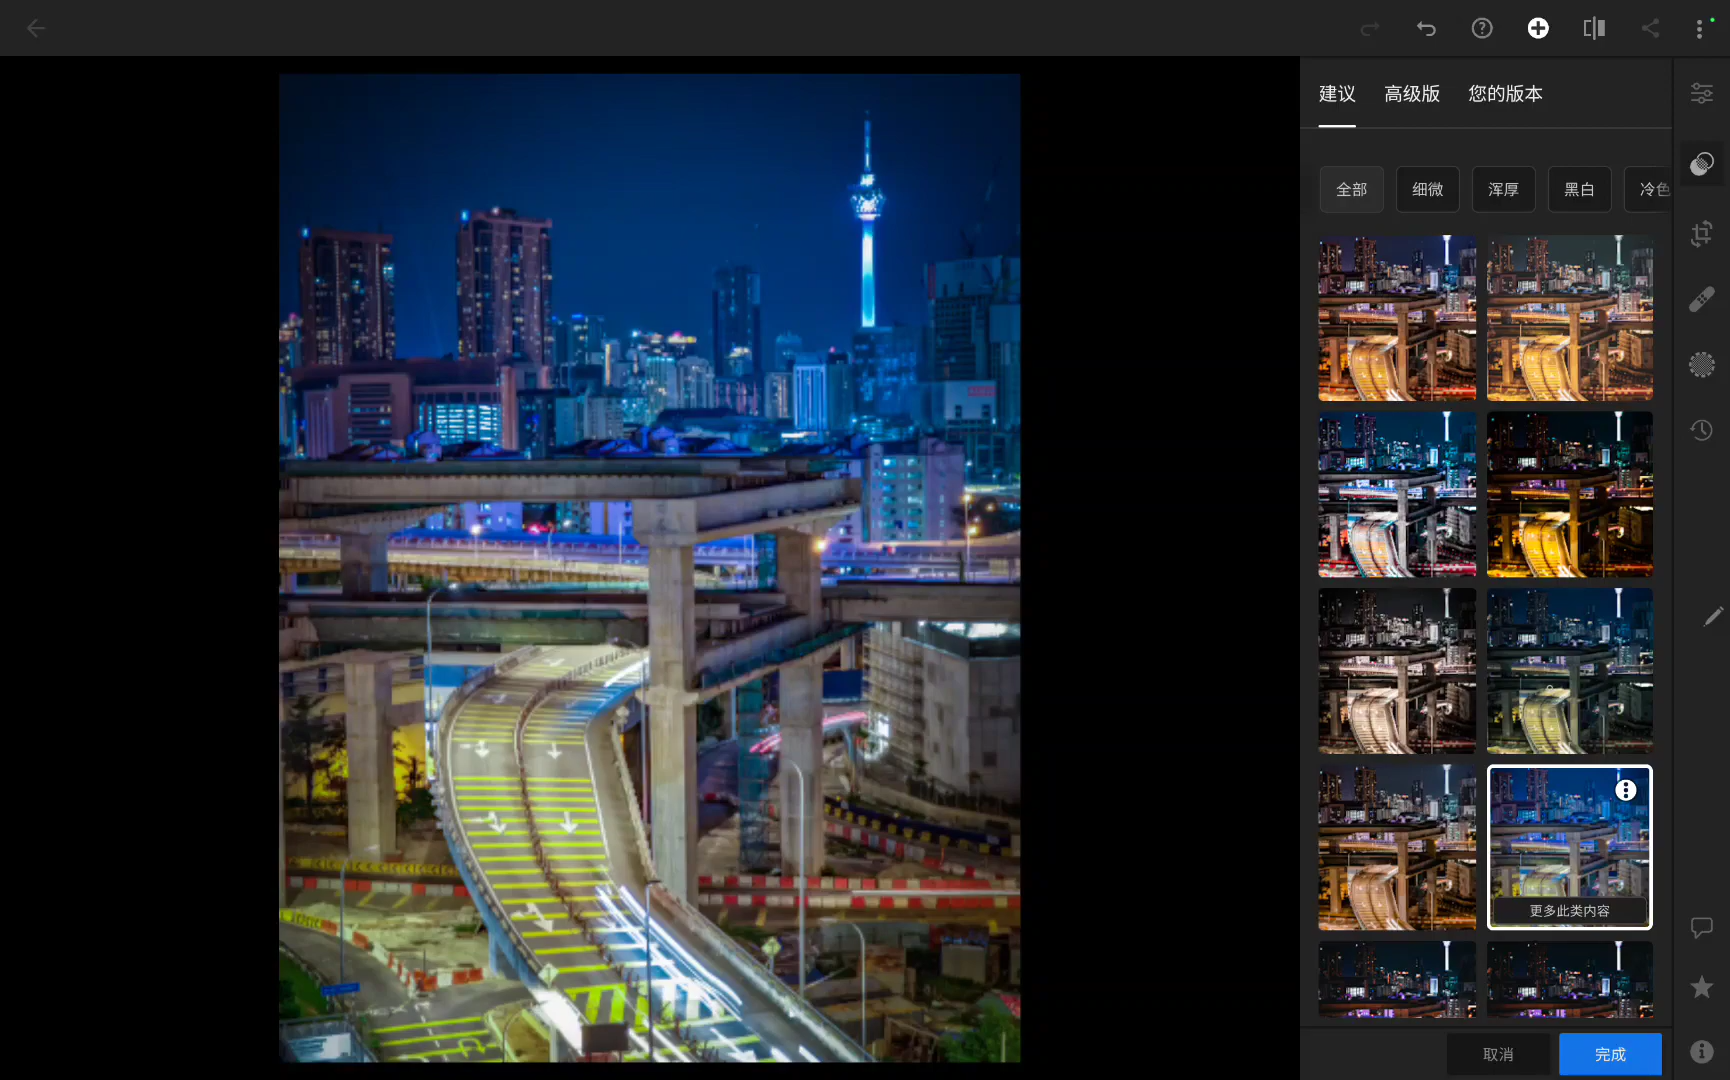 建议 高级版 您的版本
全部 细微 浑厚 黑白 冷色
更多此类内容
取消 完成